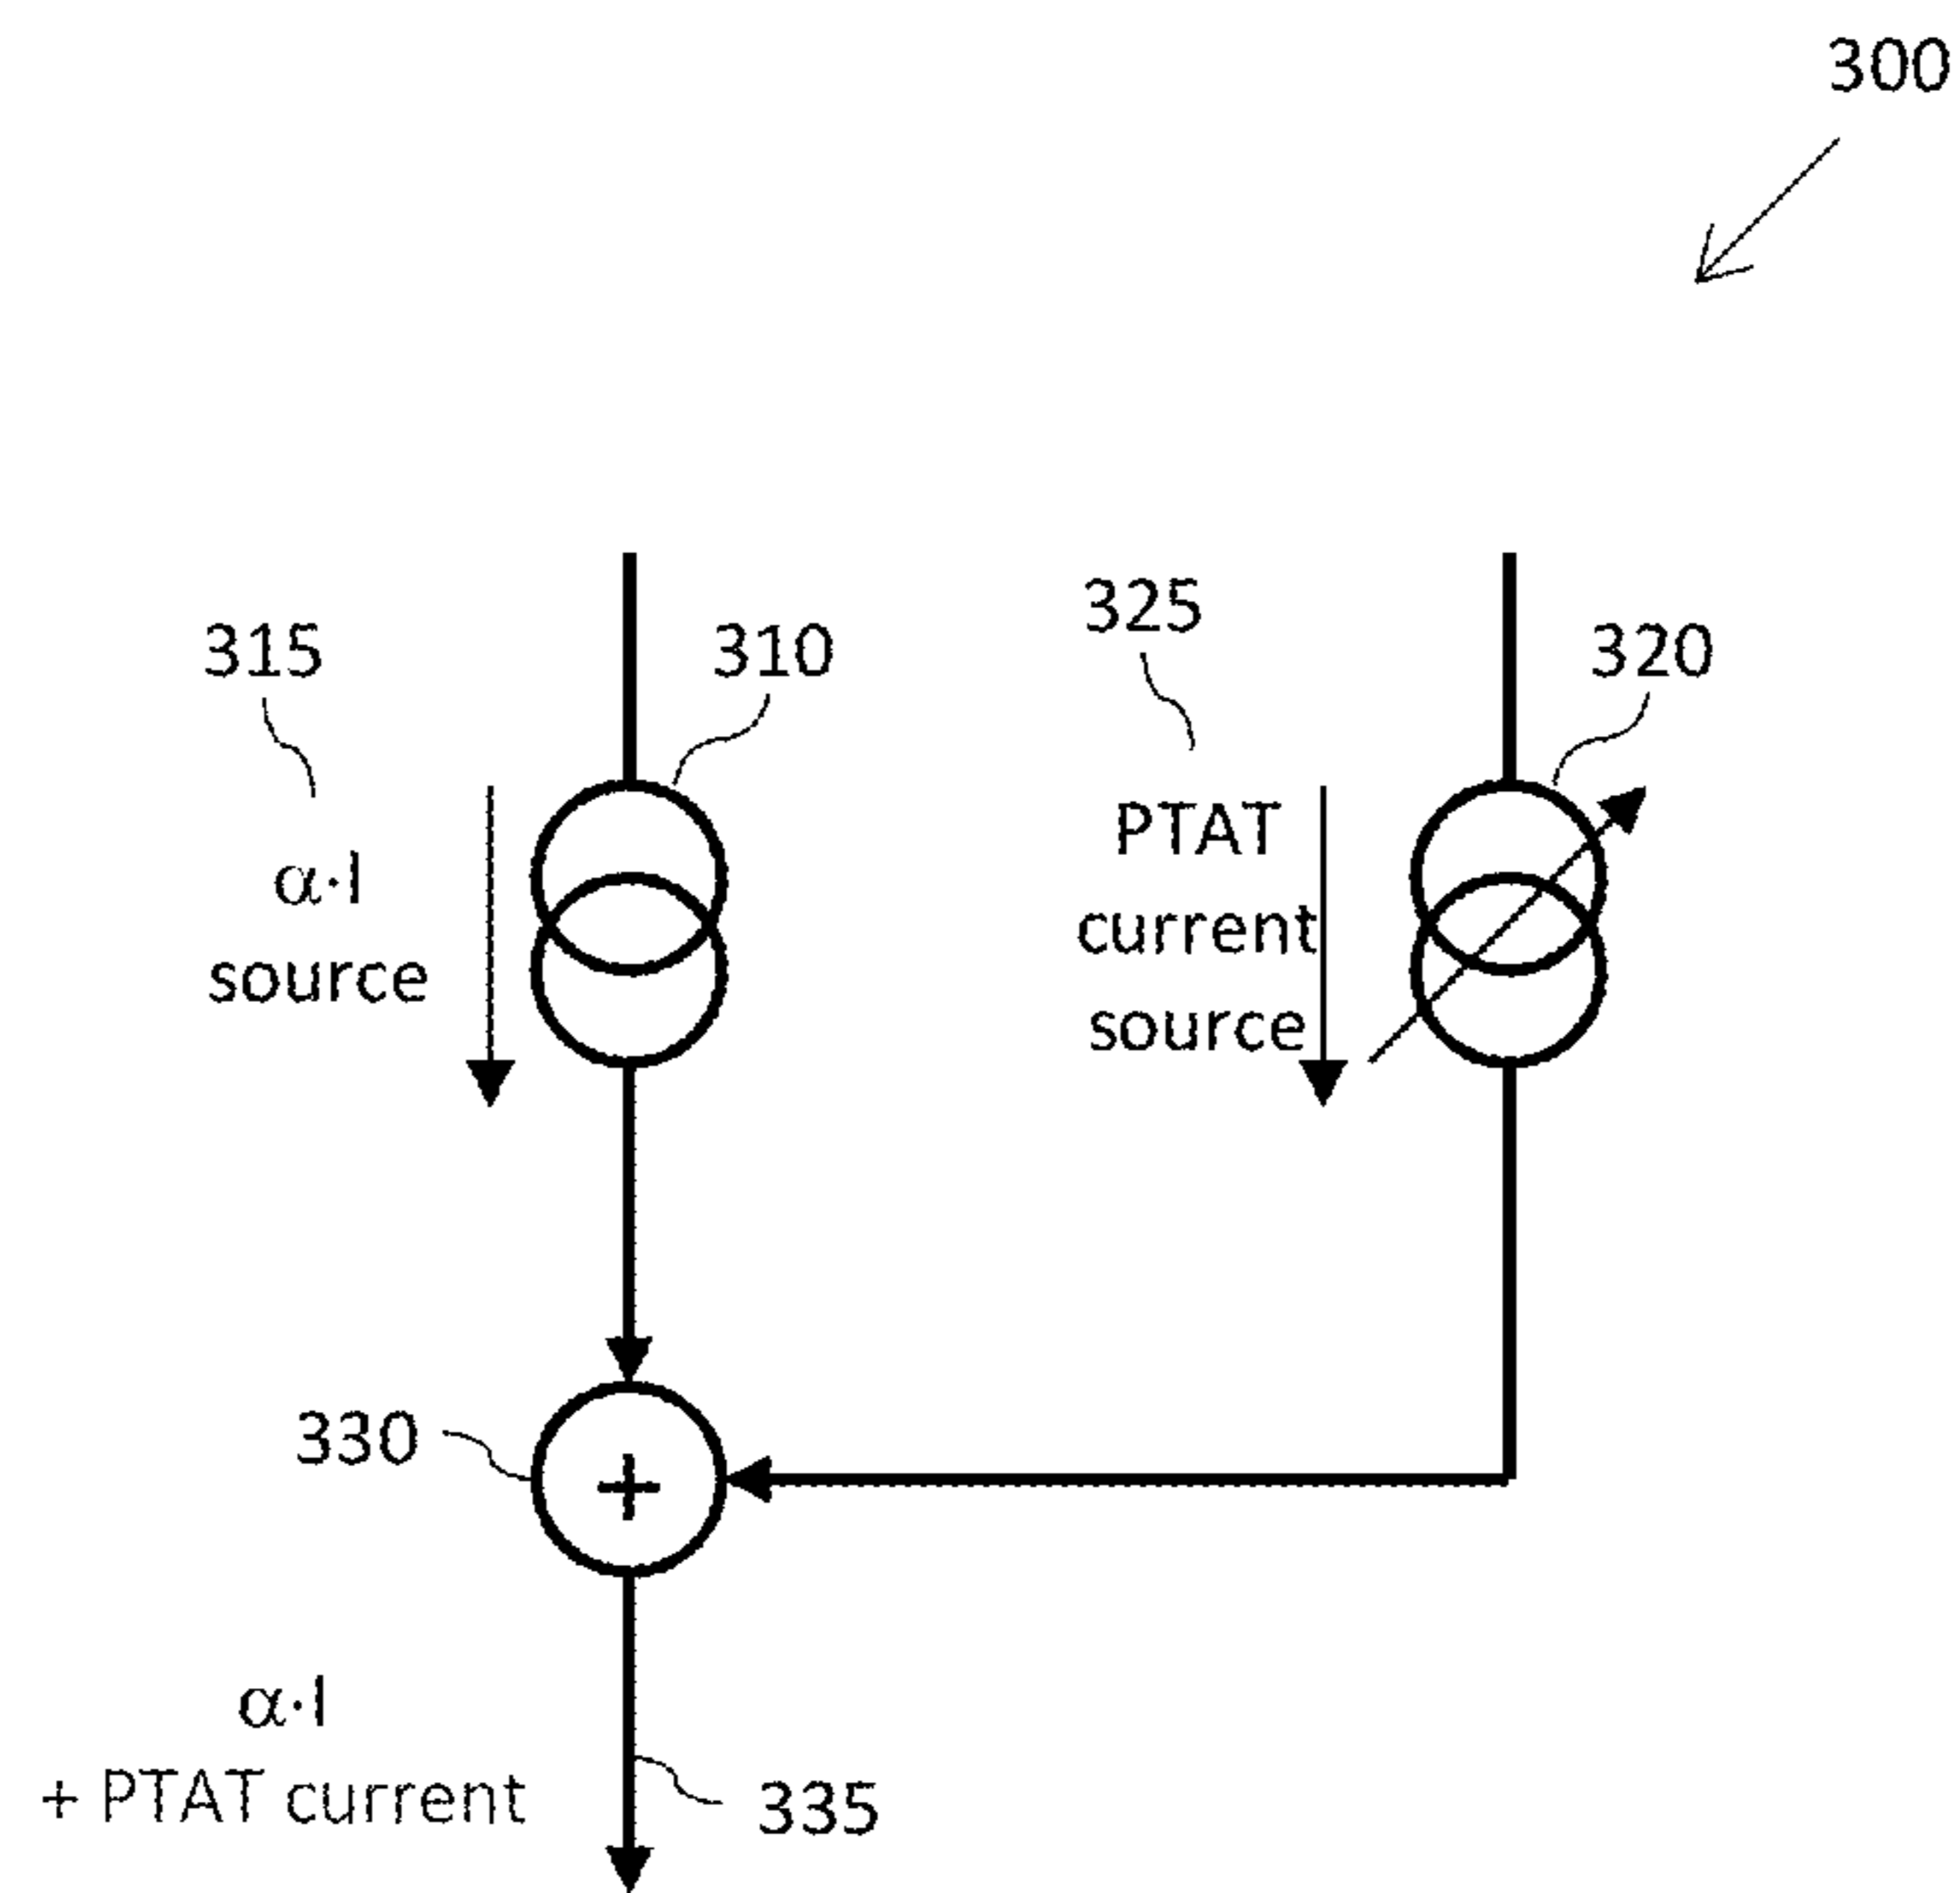 300
325
315
310
320
PTAT
current
source
α·I
source
330
+
α·I
+ PTAT current
335